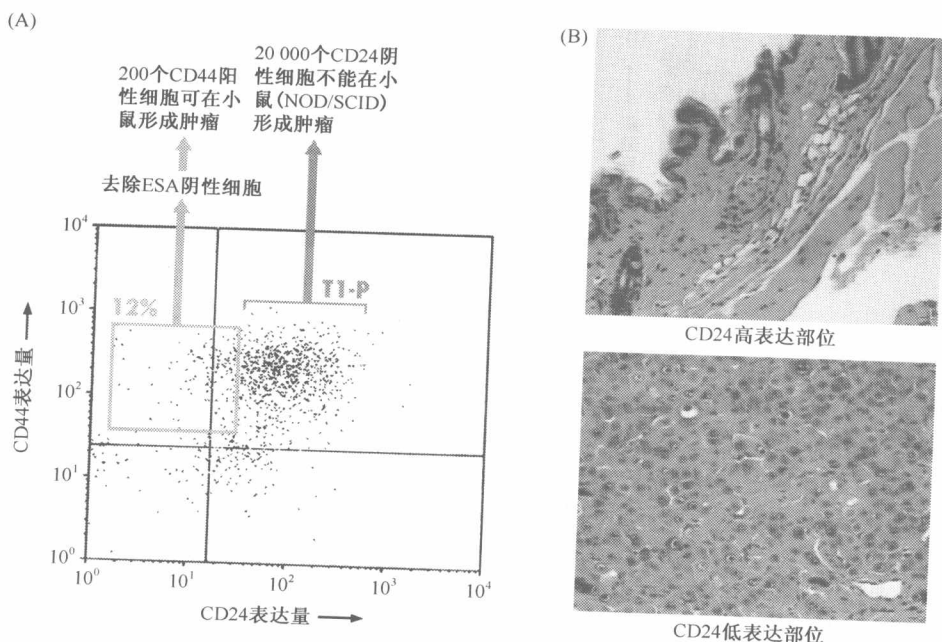 (A)
200个CD44阳
性细胞可在小
鼠形成肿瘤
20 000个CD24阴
性细胞不能在小
鼠(NOD/SCID)
形成肿瘤
去除ESA阴性细胞
10⁴
10³
10²
10¹
10⁰
CD44表达量
12%
T1-P
10⁰ 10¹ 10² 10³ 10⁴
CD24表达量
(B)
CD24高表达部位
CD24低表达部位